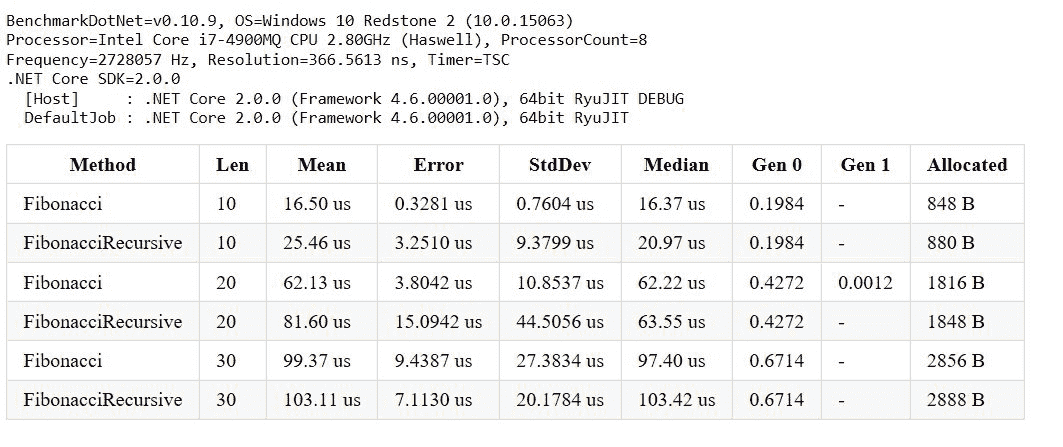 BenchmarkDotNet=v0.10.9, OS=Windows 10 Redstone 2 (10.0.15063)
Processor=Intel Core i7-4900MQ CPU 2.80GHz (Haswell), ProcessorCount=8
Frequency=2728057 Hz, Resolution=366.5613 ns, Timer=TSC
.NET Core SDK=2.0.0
[Host]     : .NET Core 2.0.0 (Framework 4.6.00001.0), 64bit RyuJIT DEBUG
DefaultJob : .NET Core 2.0.0 (Framework 4.6.00001.0), 64bit RyuJIT
Method Len Mean Error StdDev Median Gen 0 Gen 1 Allocated
Fibonacci 10 16.50 us 0.3281 us 0.7604 us 16.37 us 0.1984 - 848 B
FibonacciRecursive 10 25.46 us 3.2510 us 9.3799 us 20.97 us 0.1984 - 880 B
Fibonacci 20 62.13 us 3.8042 us 10.8537 us 62.22 us 0.4272 0.0012 1816 B
FibonacciRecursive 20 81.60 us 15.0942 us 44.5056 us 63.55 us 0.4272 - 1848 B
Fibonacci 30 99.37 us 9.4387 us 27.3834 us 97.40 us 0.6714 - 2856 B
FibonacciRecursive 30 103.11 us 7.1130 us 20.1784 us 103.42 us 0.6714 - 2888 B